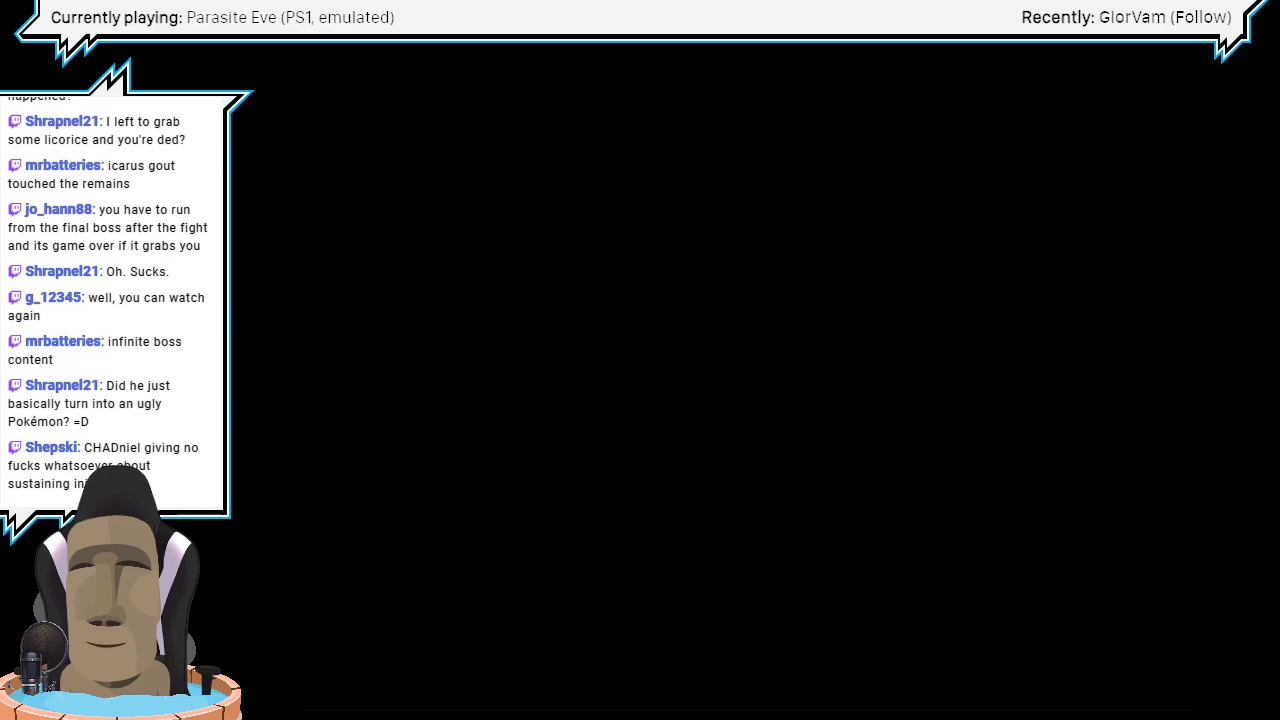 Currently playing: Parasite Eve (PS1, emulated)
Recently: GlorVam (Follow)
happened?
Shrapnel21: I left to grab
some licorice and you're ded?
mrbatteries: icarus gout
touched the remains
jo_hann88: you have to run
from the final boss after the fight
and its game over if it grabs you
Shrapnel21: Oh. Sucks.
g_12345: well, you can watch
again
mrbatteries: infinite boss
content
Shrapnel21: Did he just
basically turn into an ugly
Pokémon? =D
Shepski: CHADniel giving no
fucks whatsoever about
sustaining